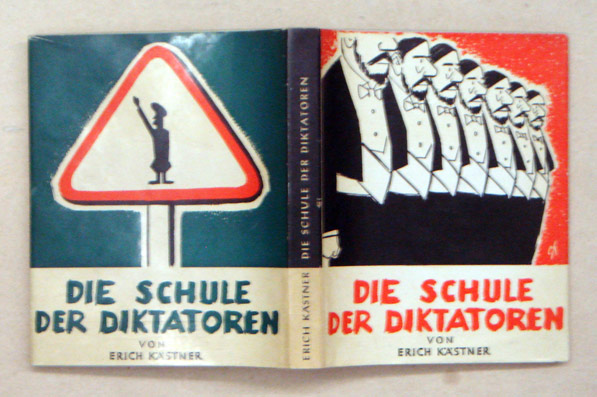 DIE SCHULE
DER DIKTATOREN
VON
ERICH KÄSTNER
ERICH KÄSTNER DIE SCHULE DER DIKTATOREN
DIE SCHULE
DER DIKTATOREN
VON
ERICH KÄSTNER